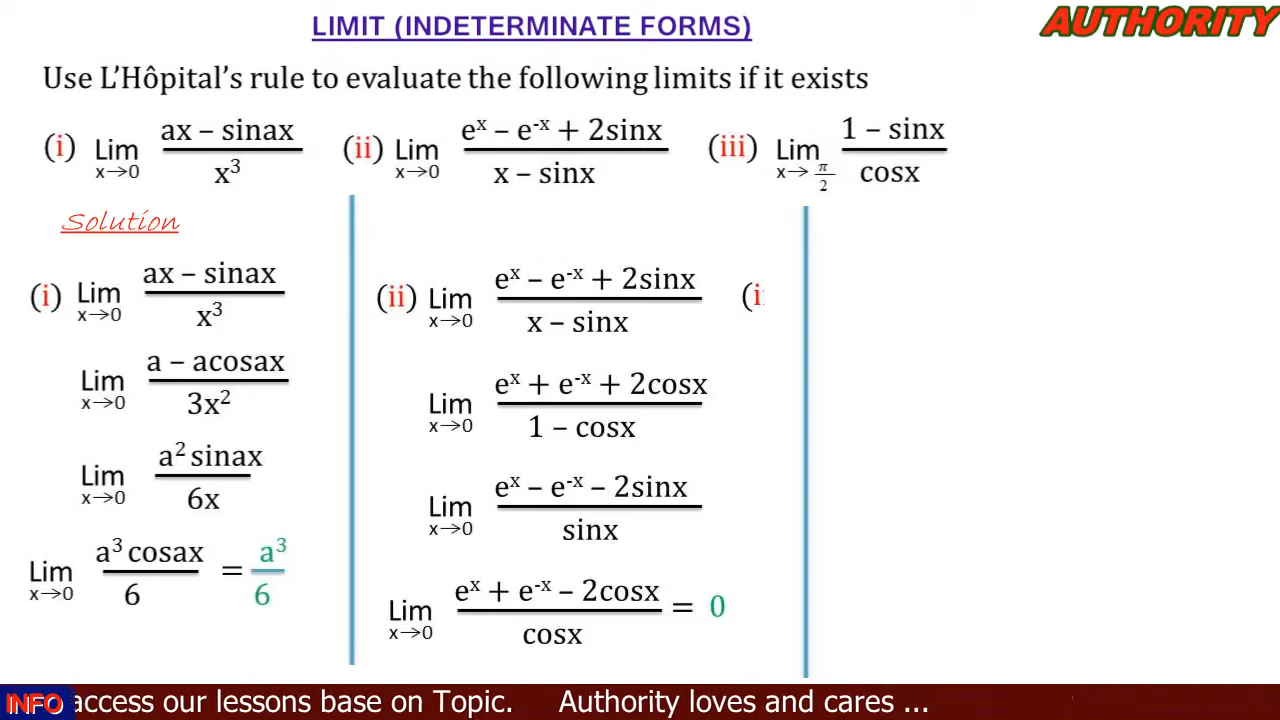 LIMIT (INDETERMINATE FORMS)
AUTHORITY
Use L’Hôpital’s rule to evaluate the following limits if it exists
(i) Lim x→0 ax – sinax / x³ (ii) Lim x→0 eˣ – e⁻ˣ + 2sinx / x – sinx (iii) Lim x→ π/2 1 – sinx / cosx
Solution
(i) Lim x→0 ax – sinax / x³
Lim x→0 a – acosax / 3x²
Lim x→0 a² sinax / 6x
Lim x→0 a³ cosax / 6 = a³ / 6
(ii) Lim x→0 eˣ – e⁻ˣ + 2sinx / x – sinx
Lim x→0 eˣ + e⁻ˣ + 2cosx / 1 – cosx
Lim x→0 eˣ – e⁻ˣ – 2sinx / sinx
Lim x→0 eˣ + e⁻ˣ – 2cosx / cosx = 0
(i
INFO access our lessons base on Topic. Authority loves and cares ...